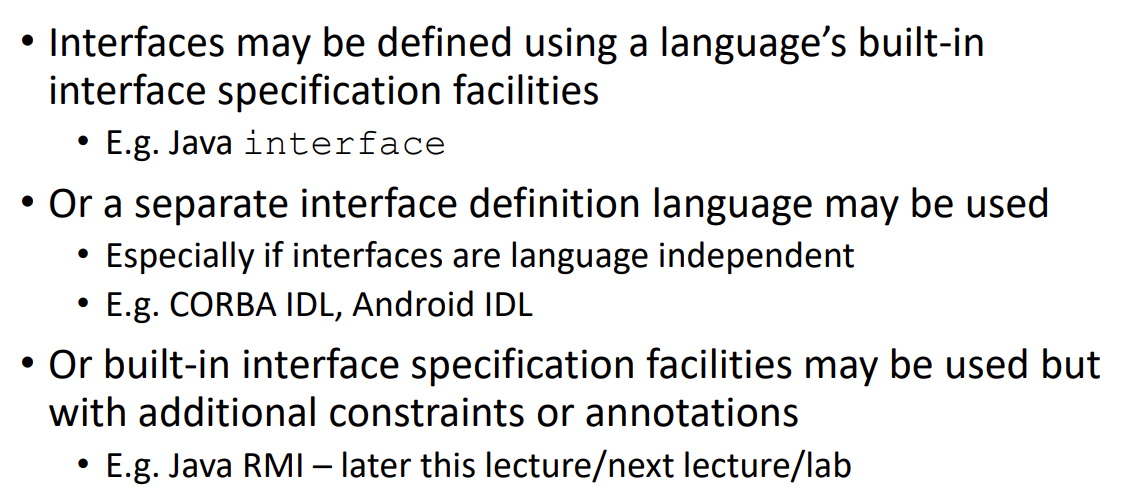 • Interfaces may be defined using a language’s built-in
interface specification facilities
• E.g. Java interface
• Or a separate interface definition language may be used
• Especially if interfaces are language independent
• E.g. CORBA IDL, Android IDL
• Or built-in interface specification facilities may be used but
with additional constraints or annotations
• E.g. Java RMI – later this lecture/next lecture/lab